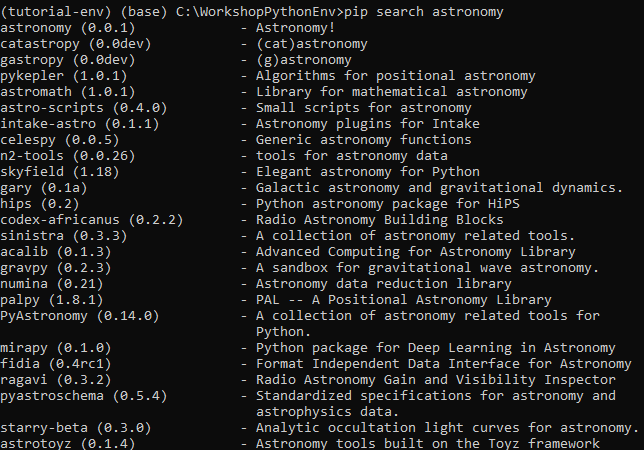 (tutorial-env) (base) C:\WorkshopPythonEnv>pip search astronomy
astronomy (0.0.1) - Astronomy!
catastropy (0.0dev) - (cat)astronomy
gastropy (0.0dev) - (g)astronomy
pykepler (1.0.1) - Algorithms for positional astronomy
astromath (1.0.1) - Library for mathematical astronomy
astro-scripts (0.4.0) - Small scripts for astronomy
intake-astro (0.1.1) - Astronomy plugins for Intake
celespy (0.0.5) - Generic astronomy functions
n2-tools (0.0.26) - tools for astronomy data
skyfield (1.18) - Elegant astronomy for Python
gary (0.1a) - Galactic astronomy and gravitational dynamics.
hips (0.2) - Python astronomy package for HiPS
codex-africanus (0.2.2) - Radio Astronomy Building Blocks
sinistra (0.3.3) - A collection of astronomy related tools.
acalib (0.1.3) - Advanced Computing for Astronomy Library
gravpy (0.2.3) - A sandbox for gravitational wave astronomy.
numina (0.21) - Astronomy data reduction library
palpy (1.8.1) - PAL -- A Positional Astronomy Library
PyAstronomy (0.14.0) - A collection of astronomy related tools for
Python.
mirapy (0.1.0) - Python package for Deep Learning in Astronomy
fidia (0.4rc1) - Format Independent Data Interface for Astronomy
ragavi (0.3.2) - Radio Astronomy Gain and Visibility Inspector
pyastroschema (0.5.4) - Standardized specifications for astronomy and
astrophysics data.
starry-beta (0.3.0) - Analytic occultation light curves for astronomy.
astrotoyz (0.1.4) - Astronomy tools built on the Toyz framework